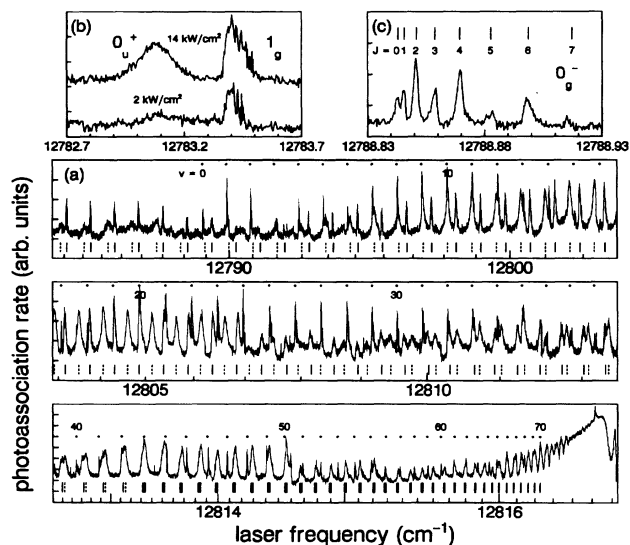 (b)
0u+
14 kW/cm²
1g
2 kW/cm²
12782.7 12783.2 12783.7
(c)
J = 0 1 2 3 4 5 6 7
0g−
12788.83 12788.88 12788.93
(a)
v = 0 10
12790 12800
20 30
12805 12810
40 50 60 70
12814 12816
photoassociation rate (arb. units)
laser frequency (cm⁻¹)